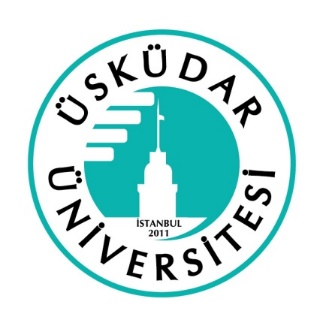 ÜSKÜDAR
ÜNİVERSİTESİ
İSTANBUL
2011